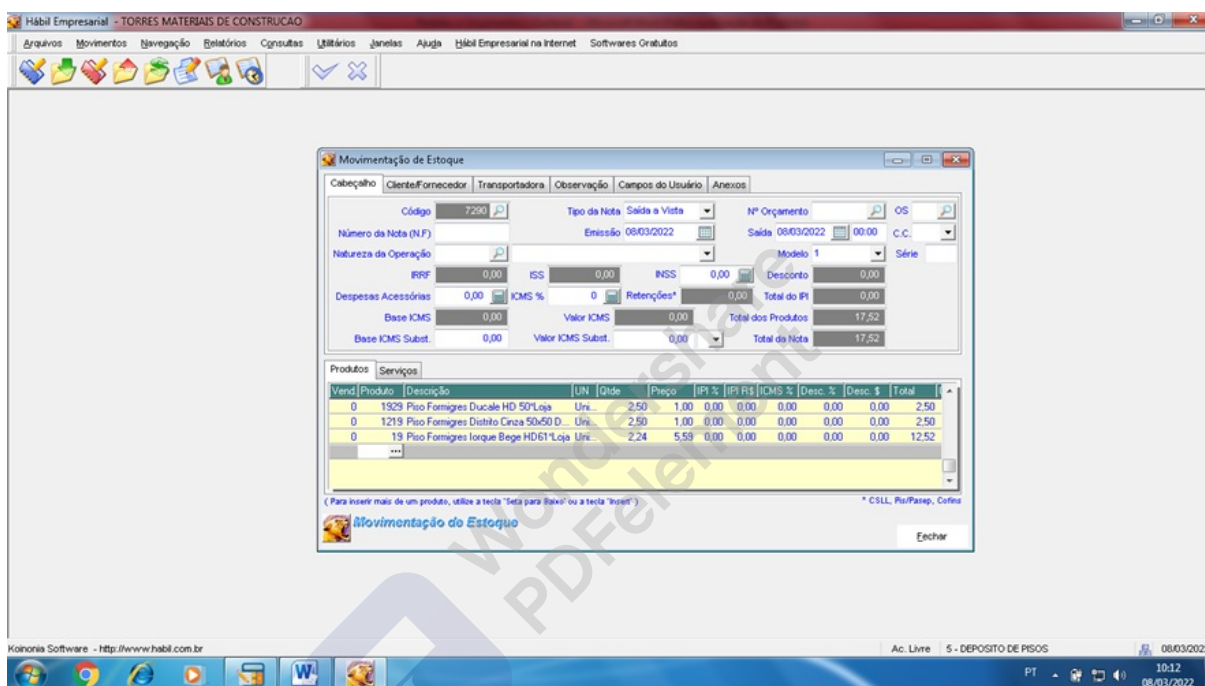 Hábil Empresarial - TORRES MATERIAIS DE CONSTRUCAO
Arquivos Movimentos Navegação Relatórios Consultas Utilitários Janelas Ajuda Hábil Empresarial na Internet Softwares Gratuitos
Movimentação de Estoque
Cabeçalho Cliente/Fornecedor Transportadora Observação Campos do Usuário Anexos
Código 7290 Tipo da Nota Saída a Vista Nº Orçamento OS
Número da Nota (N.F) Emissão 08/03/2022 Saída 08/03/2022 00:00 C.C.
Natureza da Operação Modelo 1 Série
IRRF 0,00 ISS 0,00 INSS 0,00 Desconto 0,00
Despesas Acessórias 0,00 ICMS % 0 Retenções* 0,00 Total do IPI 0,00
Base ICMS 0,00 Valor ICMS 0,00 Total dos Produtos 17,52
Base ICMS Subst. 0,00 Valor ICMS Subst. 0,00 Total da Nota 17,52
Produtos Serviços
Vend Produto Descrição UN Qtde Preço IPI % IPI R$ ICMS % Desc. % Desc. $ Total
0 1929 Piso Formigres Ducale HD 50*Loja Uni... 2,50 1,00 0,00 0,00 0,00 0,00 0,00 2,50
0 1219 Piso Formigres Distrito Cinza 50x50 D... Uni... 2,50 1,00 0,00 0,00 0,00 0,00 0,00 2,50
0 19 Piso Formigres Iorque Bege HD61*Loja Uni... 2,24 5,59 0,00 0,00 0,00 0,00 0,00 12,52
...
( Para inserir mais de um produto, utilize a tecla "Seta para Baixo" ou a tecla "Insert" ) * CSLL, Pis/Pasep, Cofins
Movimentação de Estoque
Fechar
Wondershare
PDFelement
Koinonia Software - http://www.habil.com.br Ac. Livre 5 - DEPOSITO DE PISOS 08/03/202
PT 10:12
08/03/2022